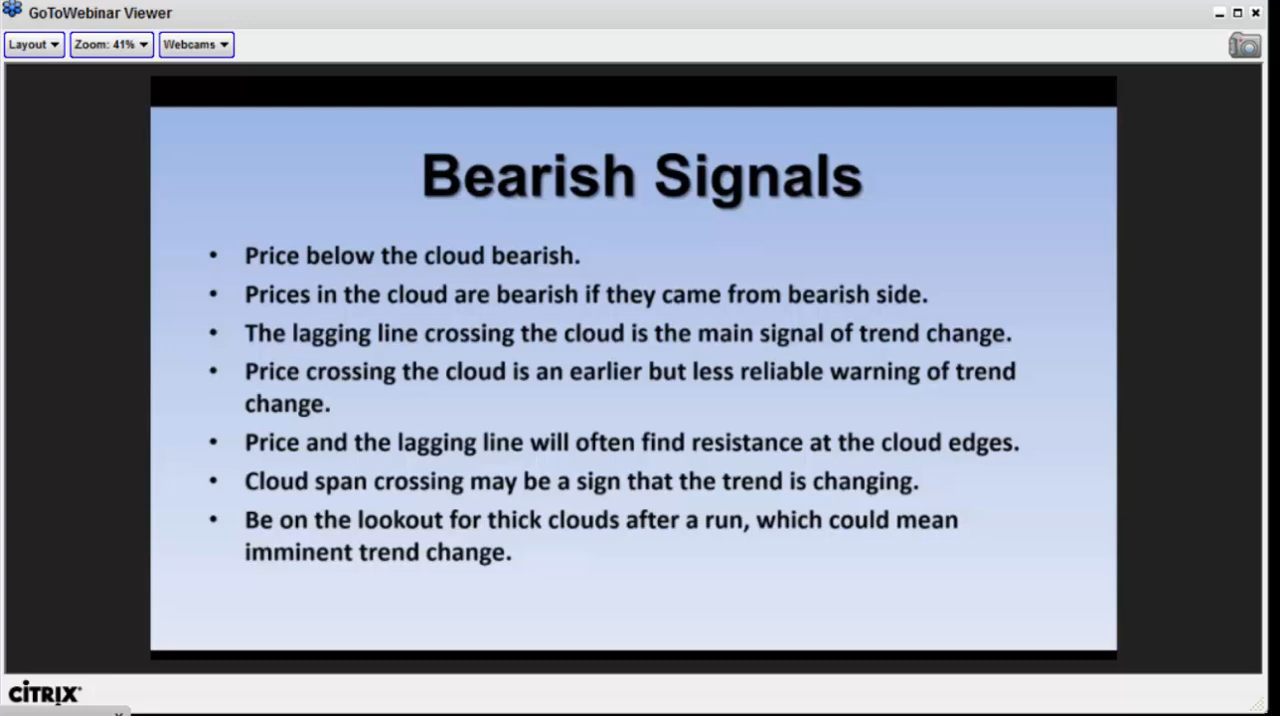 GoToWebinar Viewer
Layout Zoom: 41% Webcams
Bearish Signals
• Price below the cloud bearish.
• Prices in the cloud are bearish if they came from bearish side.
• The lagging line crossing the cloud is the main signal of trend change.
• Price crossing the cloud is an earlier but less reliable warning of trend
change.
• Price and the lagging line will often find resistance at the cloud edges.
• Cloud span crossing may be a sign that the trend is changing.
• Be on the lookout for thick clouds after a run, which could mean
imminent trend change.
CİTRIX